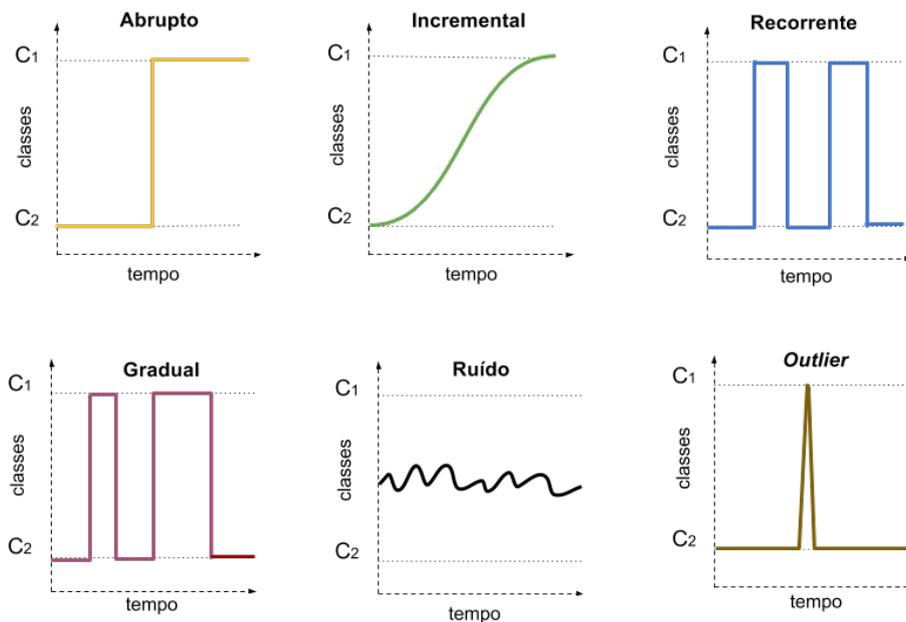 Abrupto
C1
classes
C2
tempo
Incremental
C1
classes
C2
tempo
Recorrente
C1
classes
C2
tempo
Gradual
C1
classes
C2
tempo
Ruído
C1
classes
C2
tempo
Outlier
C1
classes
C2
tempo